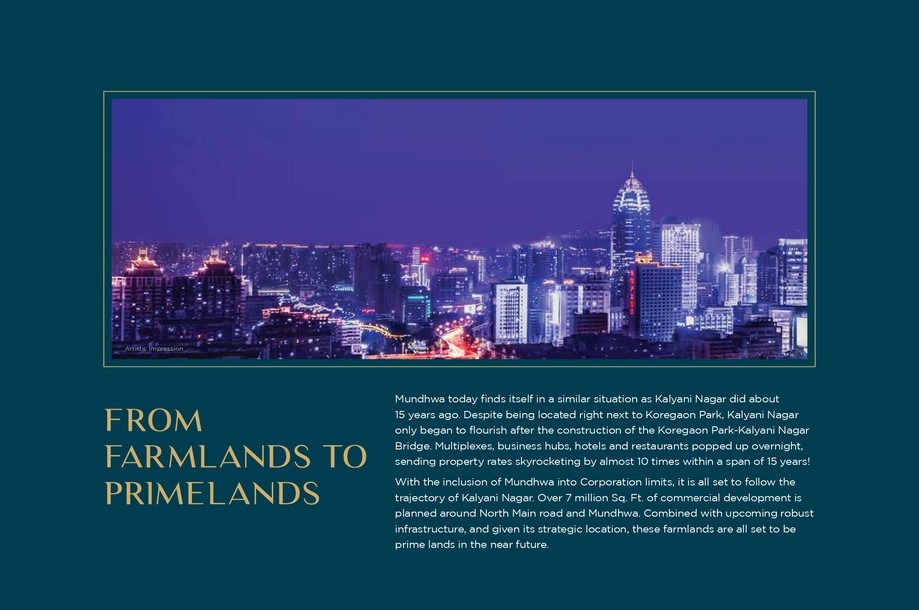 Artistic Impression
FROM
FARMLANDS TO
PRIMELANDS
Mundhwa today finds itself in a similar situation as Kalyani Nagar did about
15 years ago. Despite being located right next to Koregaon Park, Kalyani Nagar
only began to flourish after the construction of the Koregaon Park-Kalyani Nagar
Bridge. Multiplexes, business hubs, hotels and restaurants popped up overnight,
sending property rates skyrocketing by almost 10 times within a span of 15 years!
With the inclusion of Mundhwa into Corporation limits, it is all set to follow the
trajectory of Kalyani Nagar. Over 7 million Sq. Ft. of commercial development is
planned around North Main road and Mundhwa. Combined with upcoming robust
infrastructure, and given its strategic location, these farmlands are all set to be
prime lands in the near future.